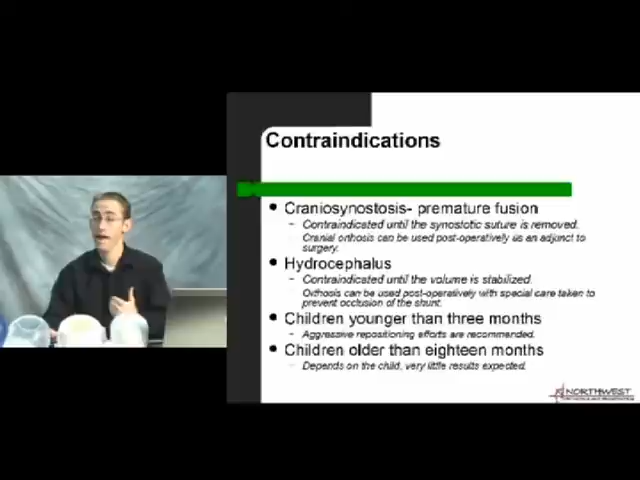 Contraindications
Craniosynostosis- premature fusion
Contraindicated until the synostotic suture is removed.
Cranial orthosis can be used post-operatively as an adjunct to
surgery.
Hydrocephalus
Contraindicated until the volume is stabilized.
Orthosis can be used post-operatively with special care taken to
prevent occlusion of the shunt.
Children younger than three months
Aggressive repositioning efforts are recommended.
Children older than eighteen months
Depends on the child, very little results expected.
NORTHWEST